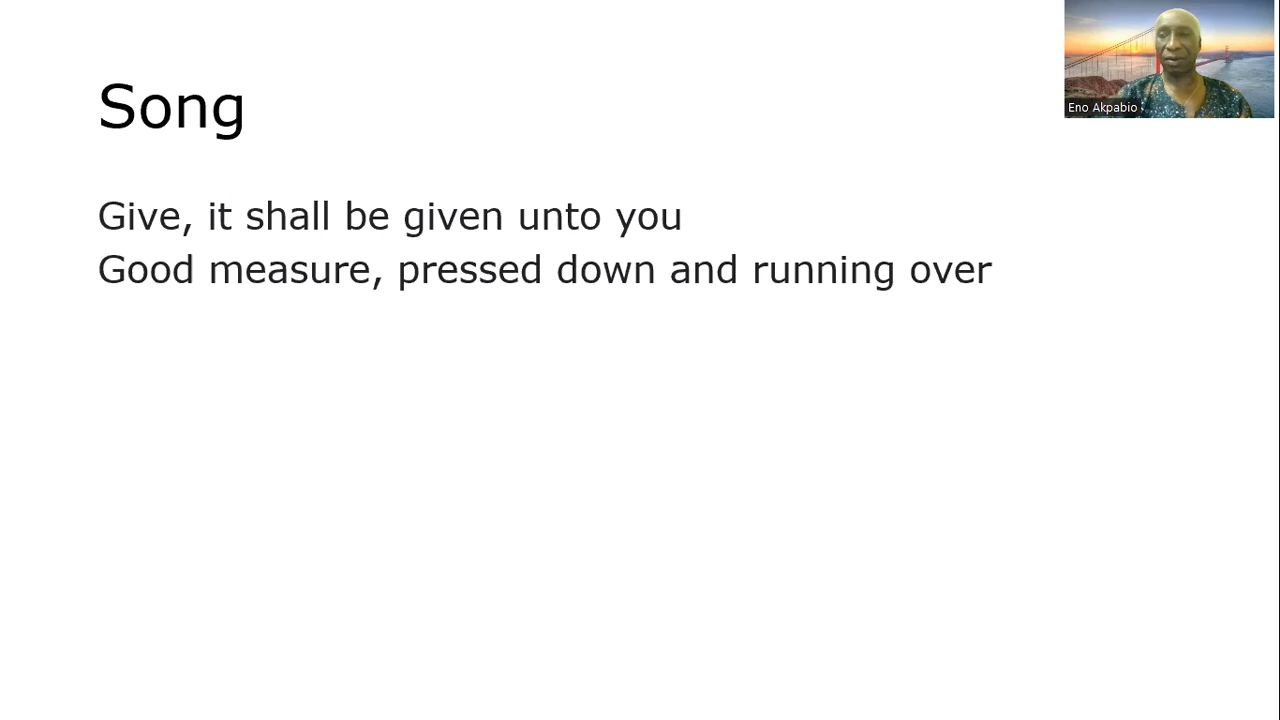 Song
Give, it shall be given unto you
Good measure, pressed down and running over
Eno Akpabio